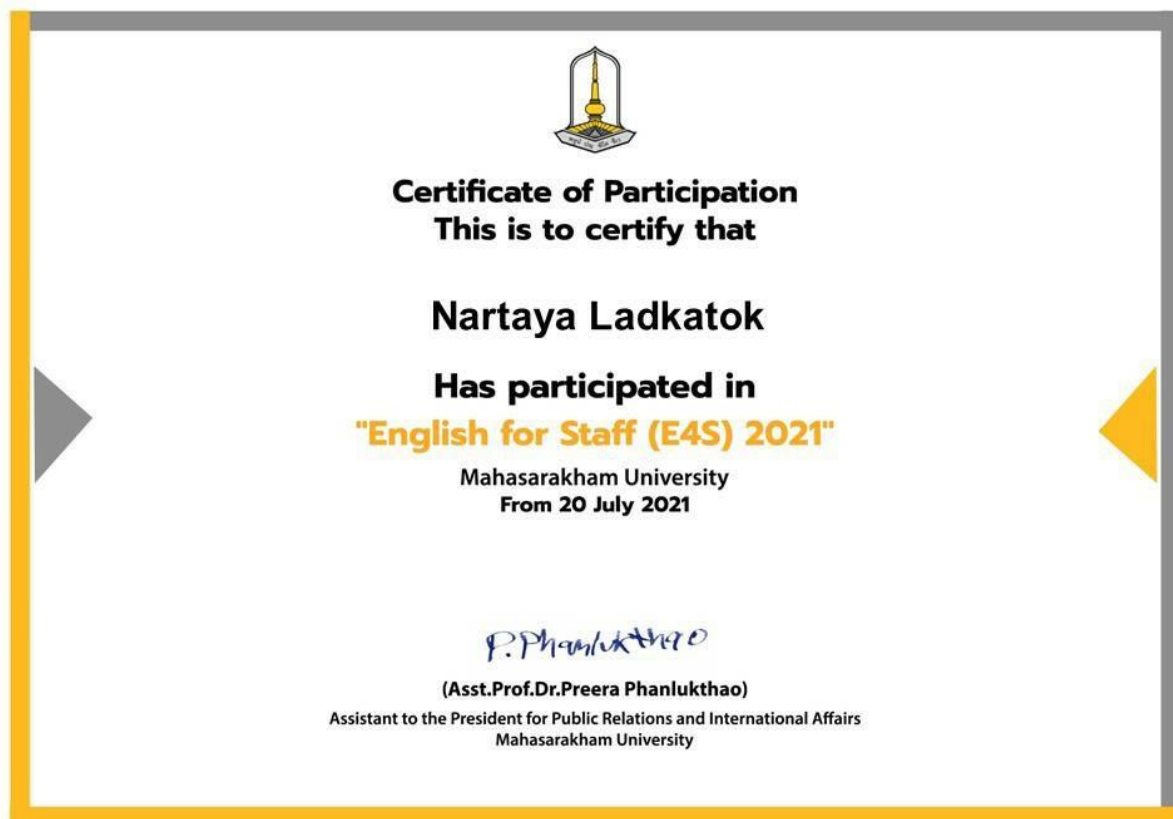 Certificate of Participation
This is to certify that
Nartaya Ladkatok
Has participated in
"English for Staff (E4S) 2021"
Mahasarakham University
From 20 July 2021
P.Phanlukthao
(Asst.Prof.Dr.Preera Phanlukthao)
Assistant to the President for Public Relations and International Affairs
Mahasarakham University